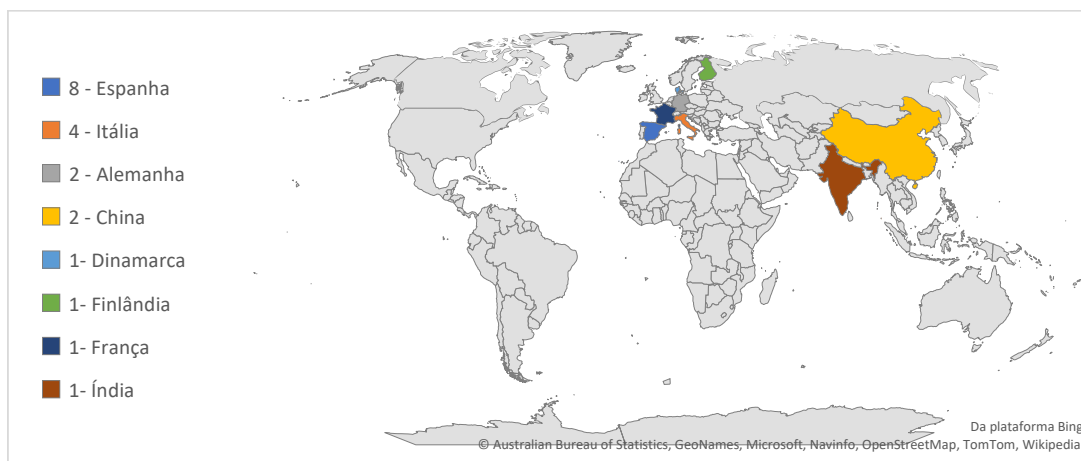 8 - Espanha
4 - Itália
2 - Alemanha
2 - China
1- Dinamarca
1- Finlândia
1- França
1- Índia
Da plataforma Bing
© Australian Bureau of Statistics, GeoNames, Microsoft, Navinfo, OpenStreetMap, TomTom, Wikipedia